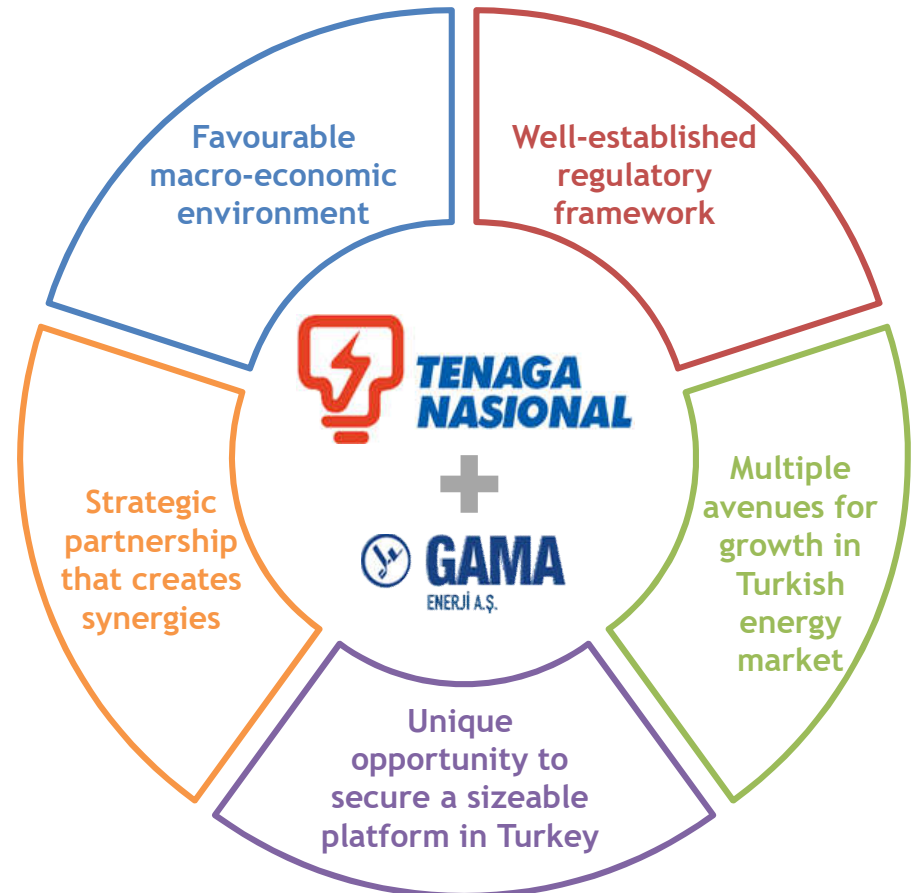 Favourable
macro-economic
environment
Well-established
regulatory
framework
TENAGA
NASIONAL
GAMA
ENERJİ A.Ş.
Multiple
avenues for
growth in
Turkish
energy
market
Strategic
partnership
that creates
synergies
Unique
opportunity to
secure a sizeable
platform in Turkey